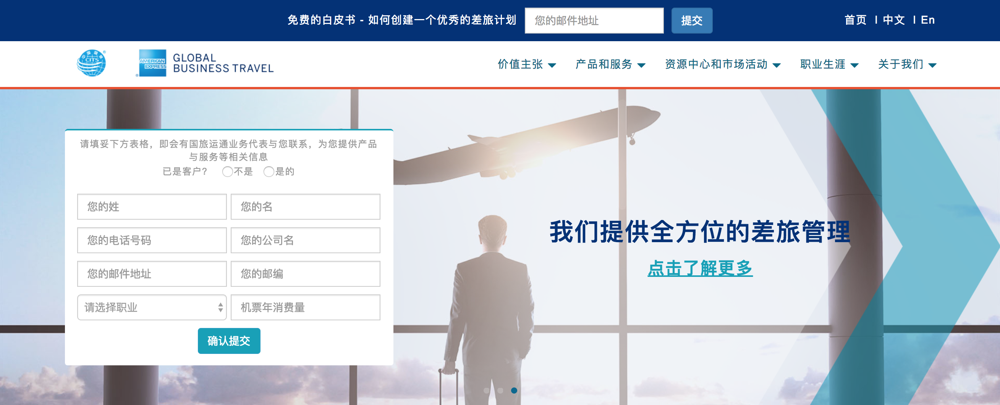 免费的白皮书 - 如何创建一个优秀的差旅计划
您的邮件地址
提交
首页 | 中文 | En
中国国旅
CITS
AMERICAN
EXPRESS
GLOBAL
BUSINESS TRAVEL
价值主张
产品和服务
资源中心和市场活动
职业生涯
关于我们
请填妥下方表格，即会有国旅运通业务代表与您联系，为您提供产品
与服务等相关信息
已是客户？ 不是 是的
您的姓
您的名
您的电话号码
您的公司名
您的邮件地址
您的邮编
请选择职业
机票年消费量
确认提交
我们提供全方位的差旅管理
点击了解更多